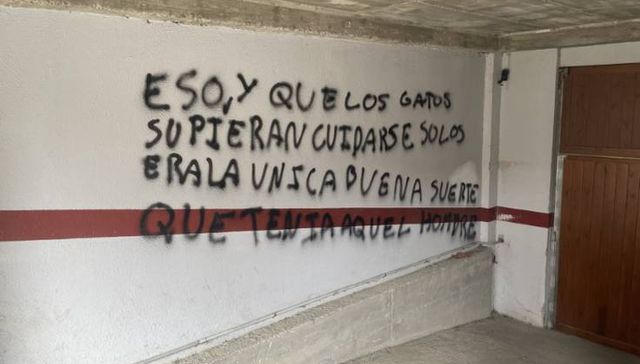 ESO, Y QUE LOS GATOS
SUPIERAN CUIDARSE SOLOS
ERA LA UNICA BUENA SUERTE
QUE TENIA AQUEL HOMBRE